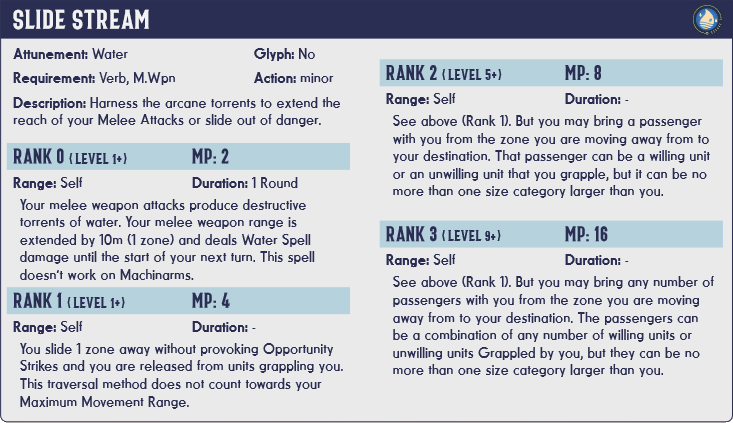 SLIDE STREAM
Attunement: Water
Glyph: No
Requirement: Verb, M.Wpn
Action: minor
Description: Harness the arcane torrents to extend the
reach of your Melee Attacks or slide out of danger.
RANK 0 (LEVEL 1+)
MP: 2
Range: Self
Duration: 1 Round
Your melee weapon attacks produce destructive
torrents of water. Your melee weapon range is
extended by 10m (1 zone) and deals Water Spell
damage until the start of your next turn. This spell
doesn't work on Machinarms.
RANK 1 (LEVEL 1+)
MP: 4
Range: Self
Duration: -
You slide 1 zone away without provoking Opportunity
Strikes and you are released from units grappling you.
This traversal method does not count towards your
Maximum Movement Range.
RANK 2 (LEVEL 5+)
MP: 8
Range: Self
Duration: -
See above (Rank 1). But you may bring a passenger
with you from the zone you are moving away from to
your destination. That passenger can be a willing unit
or an unwilling unit that you grapple, but it can be no
more than one size category larger than you.
RANK 3 (LEVEL 9+)
MP: 16
Range: Self
Duration: -
See above (Rank 1). But you may bring any number of
passengers with you from the zone you are moving
away from to your destination. The passengers can
be a combination of any number of willing units or
unwilling units Grappled by you, but they can be no
more than one size category larger than you.